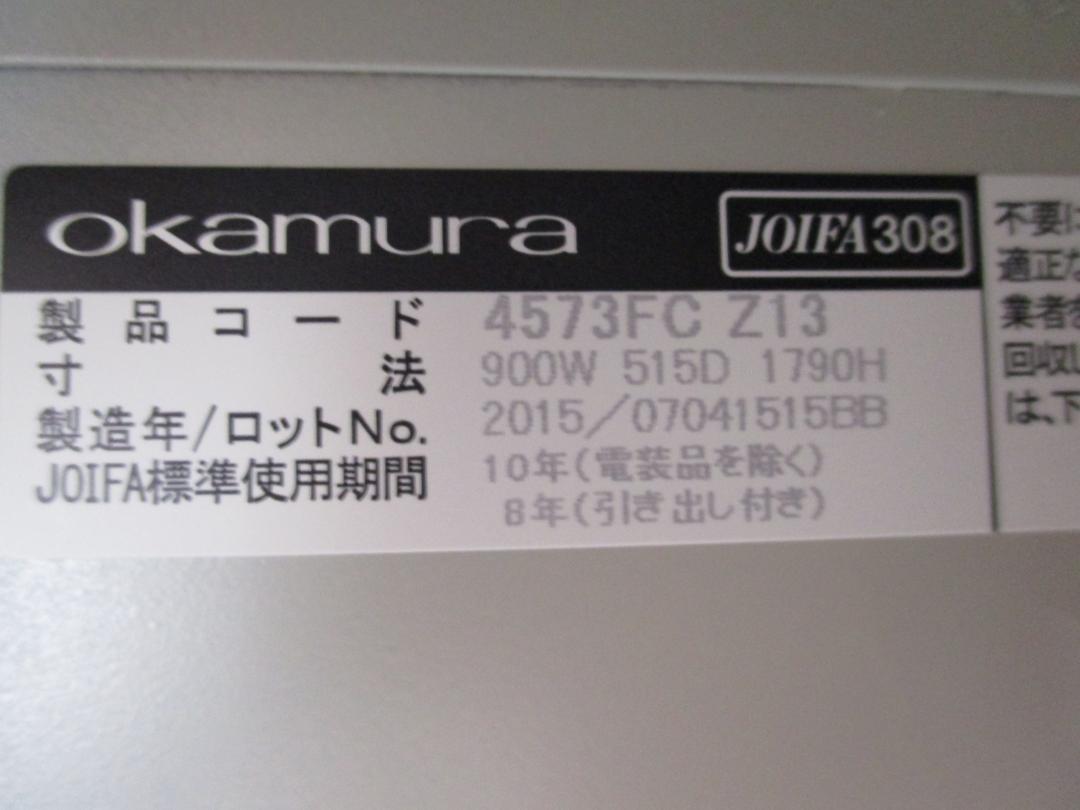 okamura
JOIFA308
製品コード 4573FC Z13
寸法 900W 515D 1790H
製造年/ロットNo. 2015/07041515BB
JOIFA標準使用期間 10年(電装品を除く)
8年(引き出し付き)
不要は
適正な
業者を
回収し
は、下